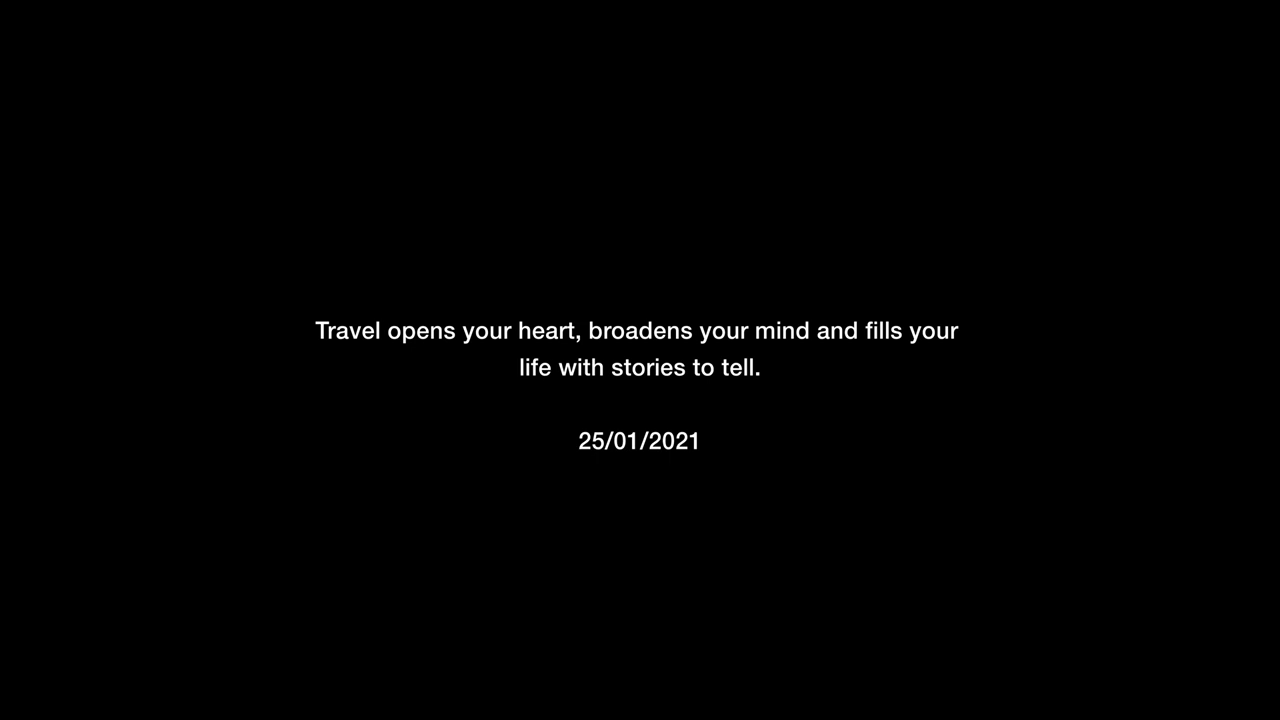 Travel opens your heart, broadens your mind and fills your
life with stories to tell.
25/01/2021